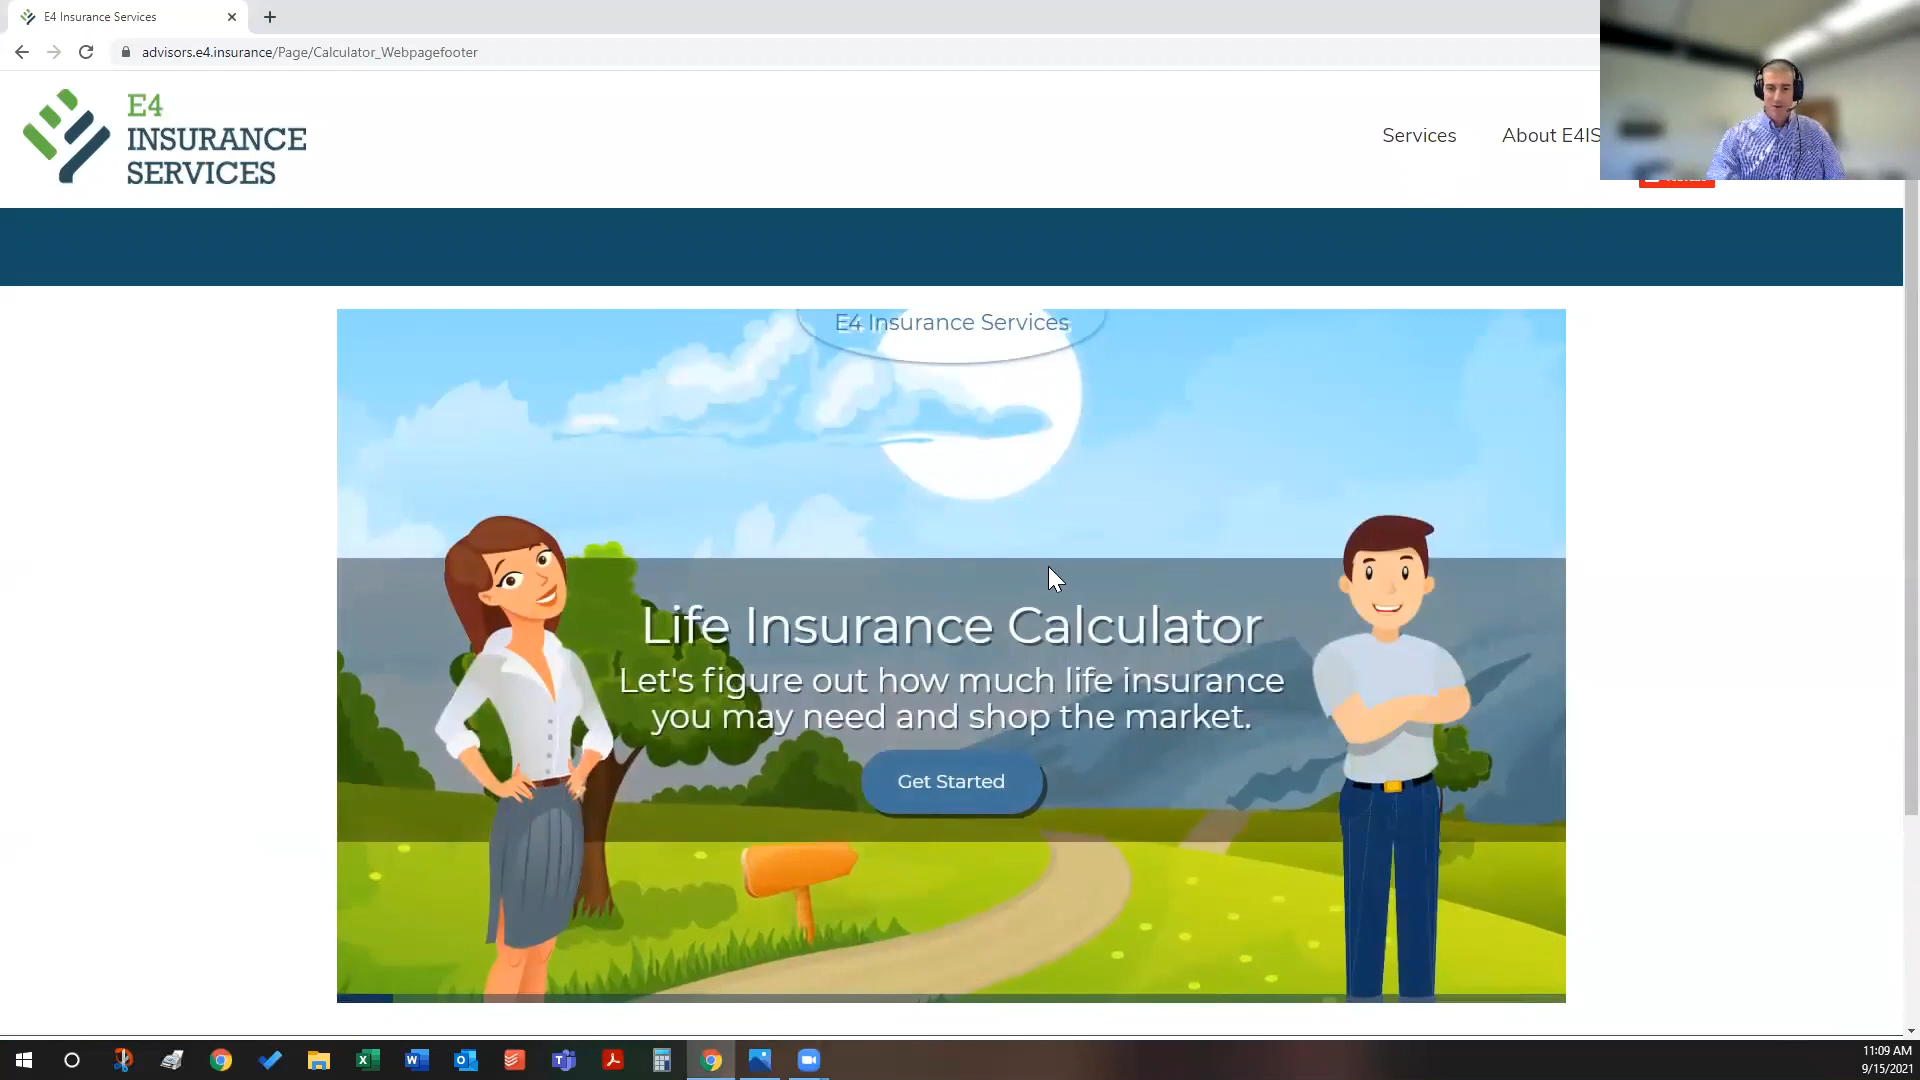 E4 Insurance Services
advisors.e4.insurance/Page/Calculator_Webpagefooter
E4
INSURANCE
SERVICES
Services
About E4IS
E4 Insurance Services
Life Insurance Calculator
Let's figure out how much life insurance
you may need and shop the market.
Get Started
11:09 AM
9/15/2021